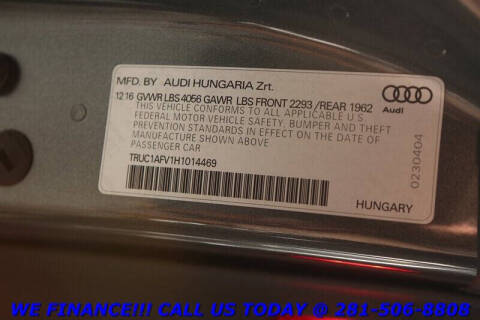 MFD. BY AUDI HUNGARIA Zrt.
12 16 GVWR LBS 4056 GAWR LBS FRONT 2293 /REAR 1962
THIS VEHICLE CONFORMS TO ALL APPLICABLE U.S.
FEDERAL MOTOR VEHICLE SAFETY, BUMPER AND THEFT
PREVENTION STANDARDS IN EFFECT ON THE DATE OF
MANUFACTURE SHOWN ABOVE
PASSENGER CAR
TRUC1AFV1H1014469
Audi
0230404
HUNGARY
WE FINANCE!!! CALL US TODAY @ 281-506-8808